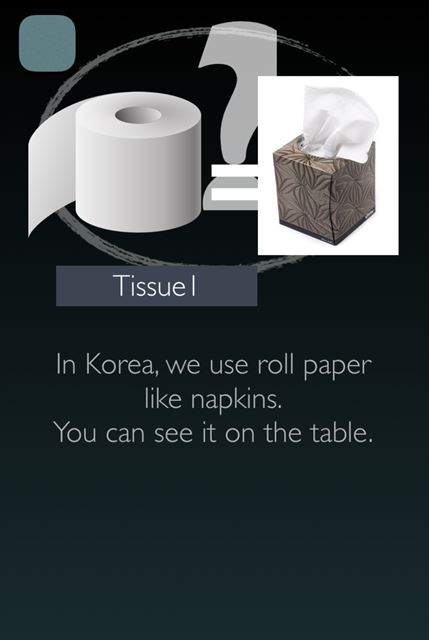 ?
=
Tissue1
In Korea, we use roll paper
like napkins.
You can see it on the table.